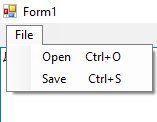 Form1
File
Open Ctrl+O
Save Ctrl+S